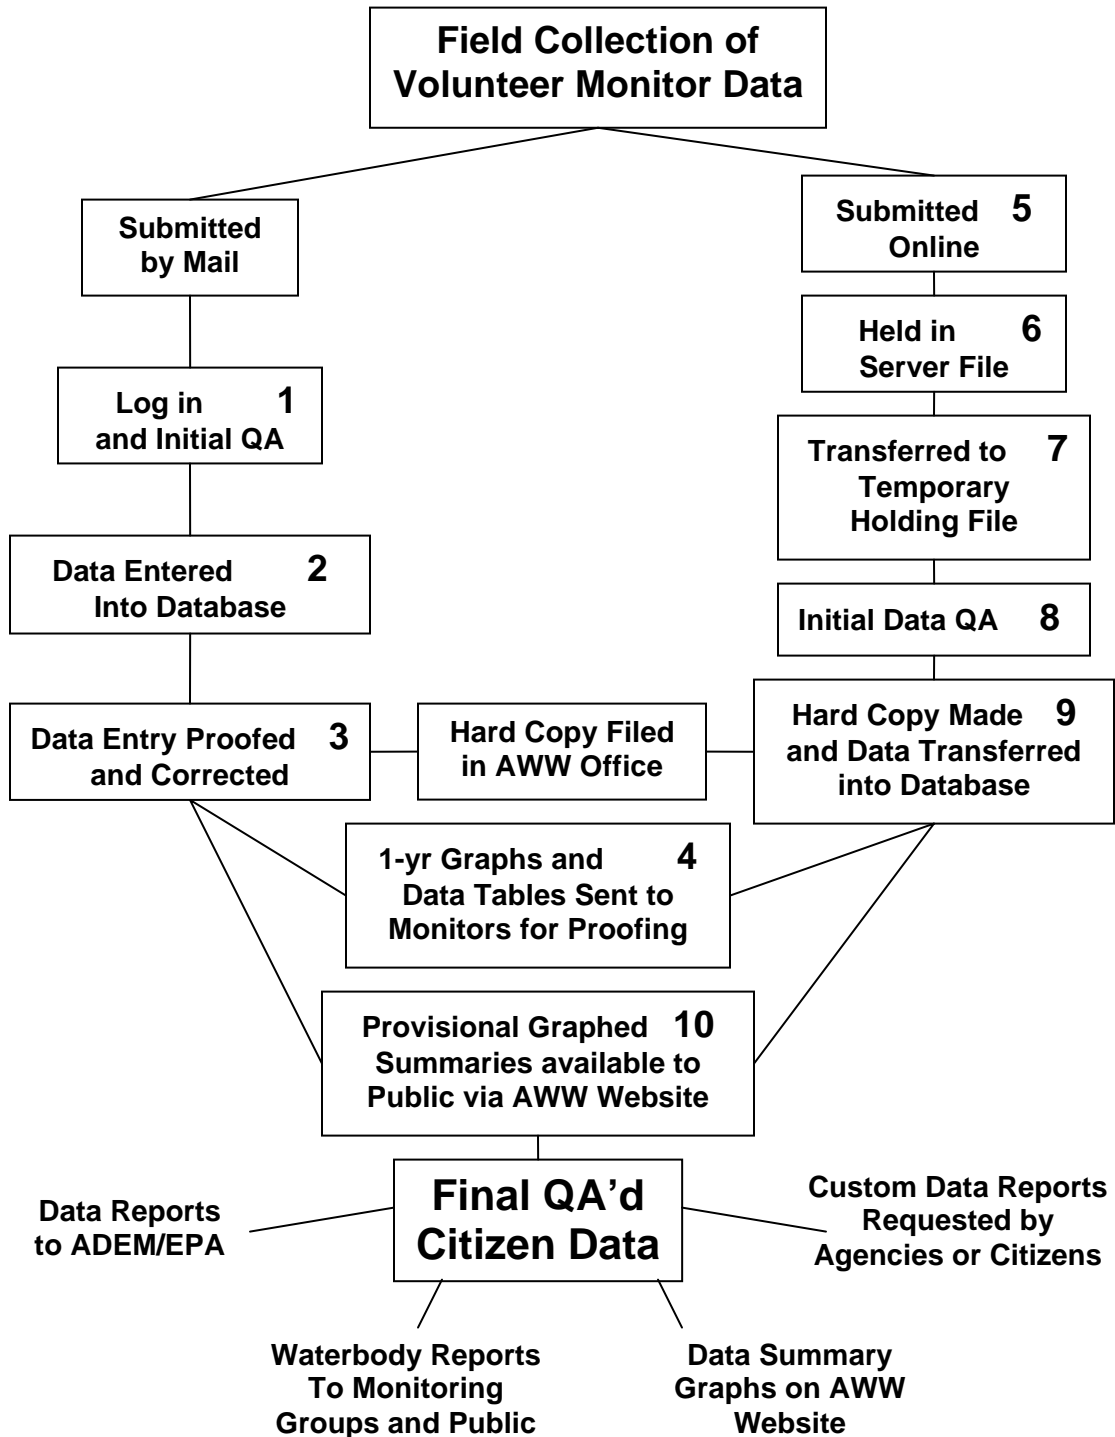 Field Collection of
Volunteer Monitor Data
Submitted
by Mail
Log in 1
and Initial QA
Data Entered 2
Into Database
Data Entry Proofed 3
and Corrected
Submitted 5
Online
Held in 6
Server File
Transferred to 7
Temporary
Holding File
Initial Data QA 8
Hard Copy Made 9
and Data Transferred
into Database
Hard Copy Filed
in AWW Office
1-yr Graphs and 4
Data Tables Sent to
Monitors for Proofing
Provisional Graphed 10
Summaries available to
Public via AWW Website
Final QA’d
Citizen Data
Data Reports
to ADEM/EPA
Waterbody Reports
To Monitoring
Groups and Public
Data Summary
Graphs on AWW
Website
Custom Data Reports
Requested by
Agencies or Citizens